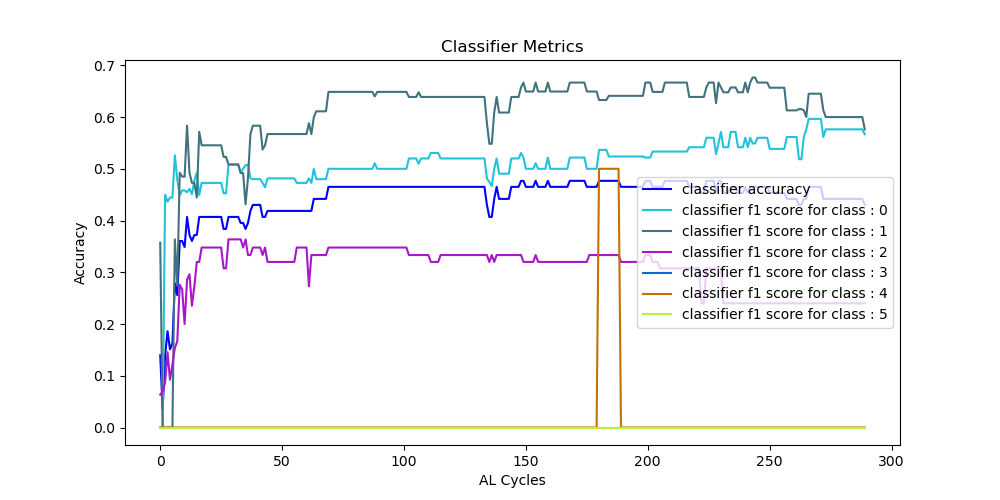 Classifier Metrics
0.7
0.6
0.5
0.4
0.3
0.2
0.1
0.0
Accuracy
classifier accuracy
classifier f1 score for class : 0
classifier f1 score for class : 1
classifier f1 score for class : 2
classifier f1 score for class : 3
classifier f1 score for class : 4
classifier f1 score for class : 5
0 50 100 150 200 250 300
AL Cycles